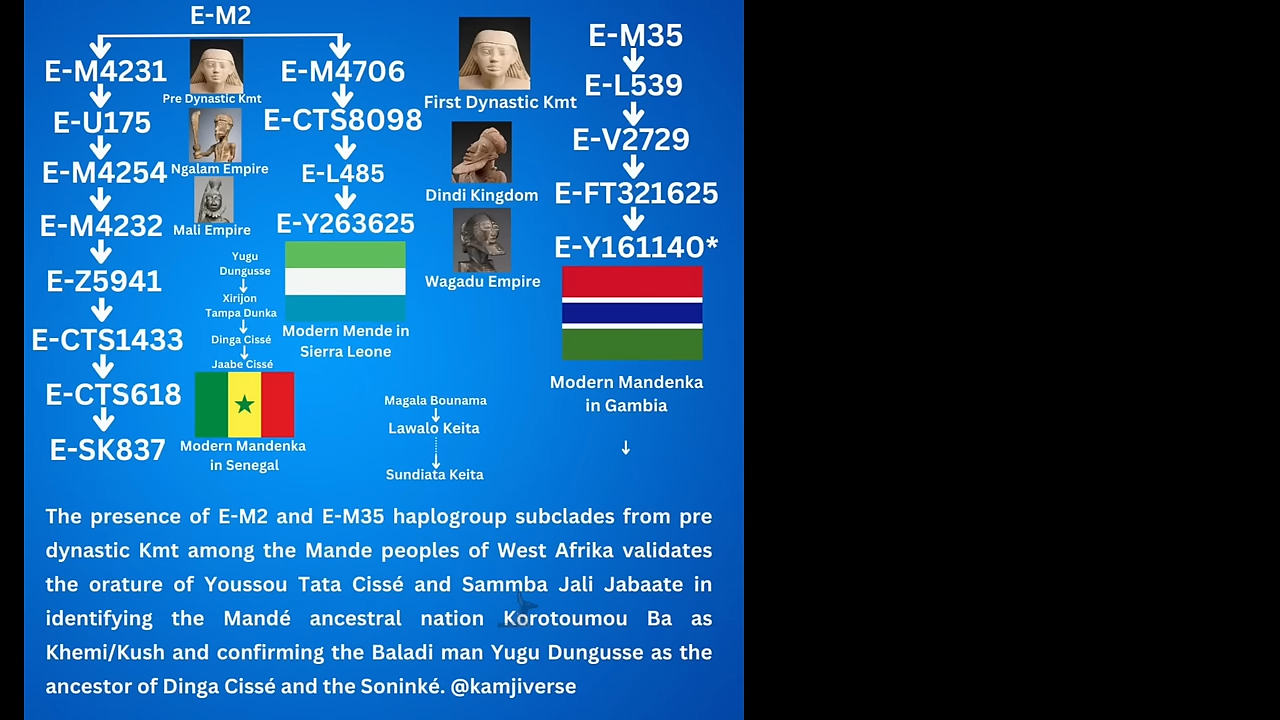 E-M2
E-M4231
E-U175
E-M4254
E-M4232
E-Z5941
E-CTS1433
E-CTS618
E-SK837
Pre Dynastic Kmt
Ngalam Empire
Mali Empire
Yugu
Dungusse
Xirijon
Tampa Dunka
Dinga Cissé
Jaabe Cissé
Modern Mandenka
in Senegal
E-M4706
E-CTS8098
E-L485
E-Y263625
Modern Mende in
Sierra Leone
First Dynastic Kmt
Dindi Kingdom
Wagadu Empire
Magala Bounama
Lawalo Keita
Sundiata Keita
E-M35
E-L539
E-V2729
E-FT321625
E-Y161140*
Modern Mandenka
in Gambia
The presence of E-M2 and E-M35 haplogroup subclades from pre
dynastic Kmt among the Mande peoples of West Afrika validates
the orature of Youssou Tata Cissé and Sammba Jali Jabaate in
identifying the Mandé ancestral nation Korotoumou Ba as
Khemi/Kush and confirming the Baladi man Yugu Dungusse as the
ancestor of Dinga Cissé and the Soninké. @kamjiverse